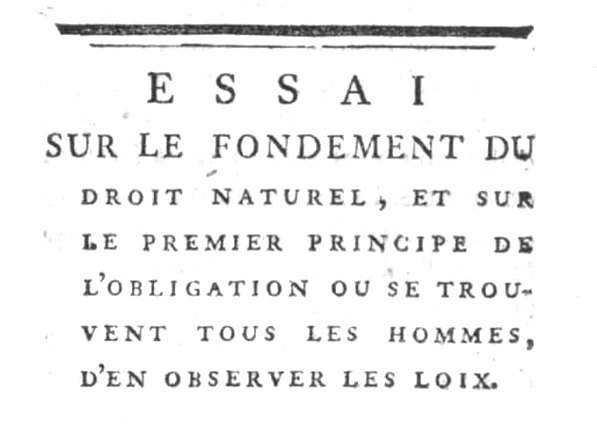 ESSAI
SUR LE FONDEMENT DU
DROIT NATUREL, ET SUR
LE PREMIER PRINCIPE DE
L'OBLIGATION OU SE TROU-
VENT TOUS LES HOMMES,
D'EN OBSERVER LES LOIX.